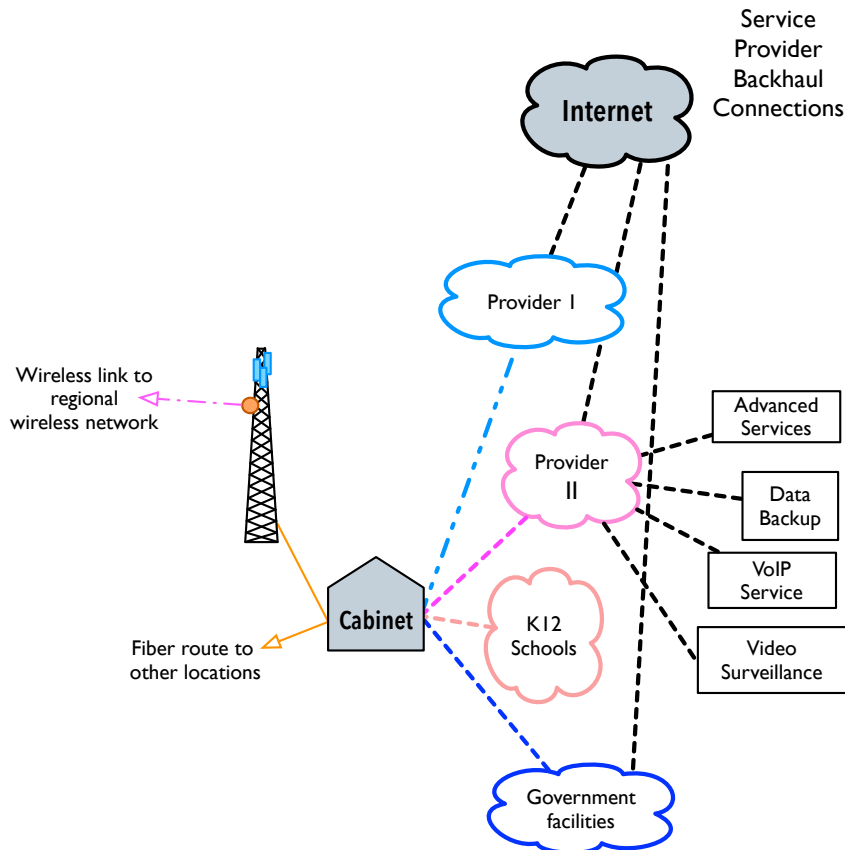 Service
Provider
Backhaul
Connections
Internet
Provider I
Wireless link to
regional
wireless network
Advanced
Services
Provider
II
Data
Backup
VoIP
Service
Cabinet
K12
Schools
Fiber route to
other locations
Video
Surveillance
Government
facilities